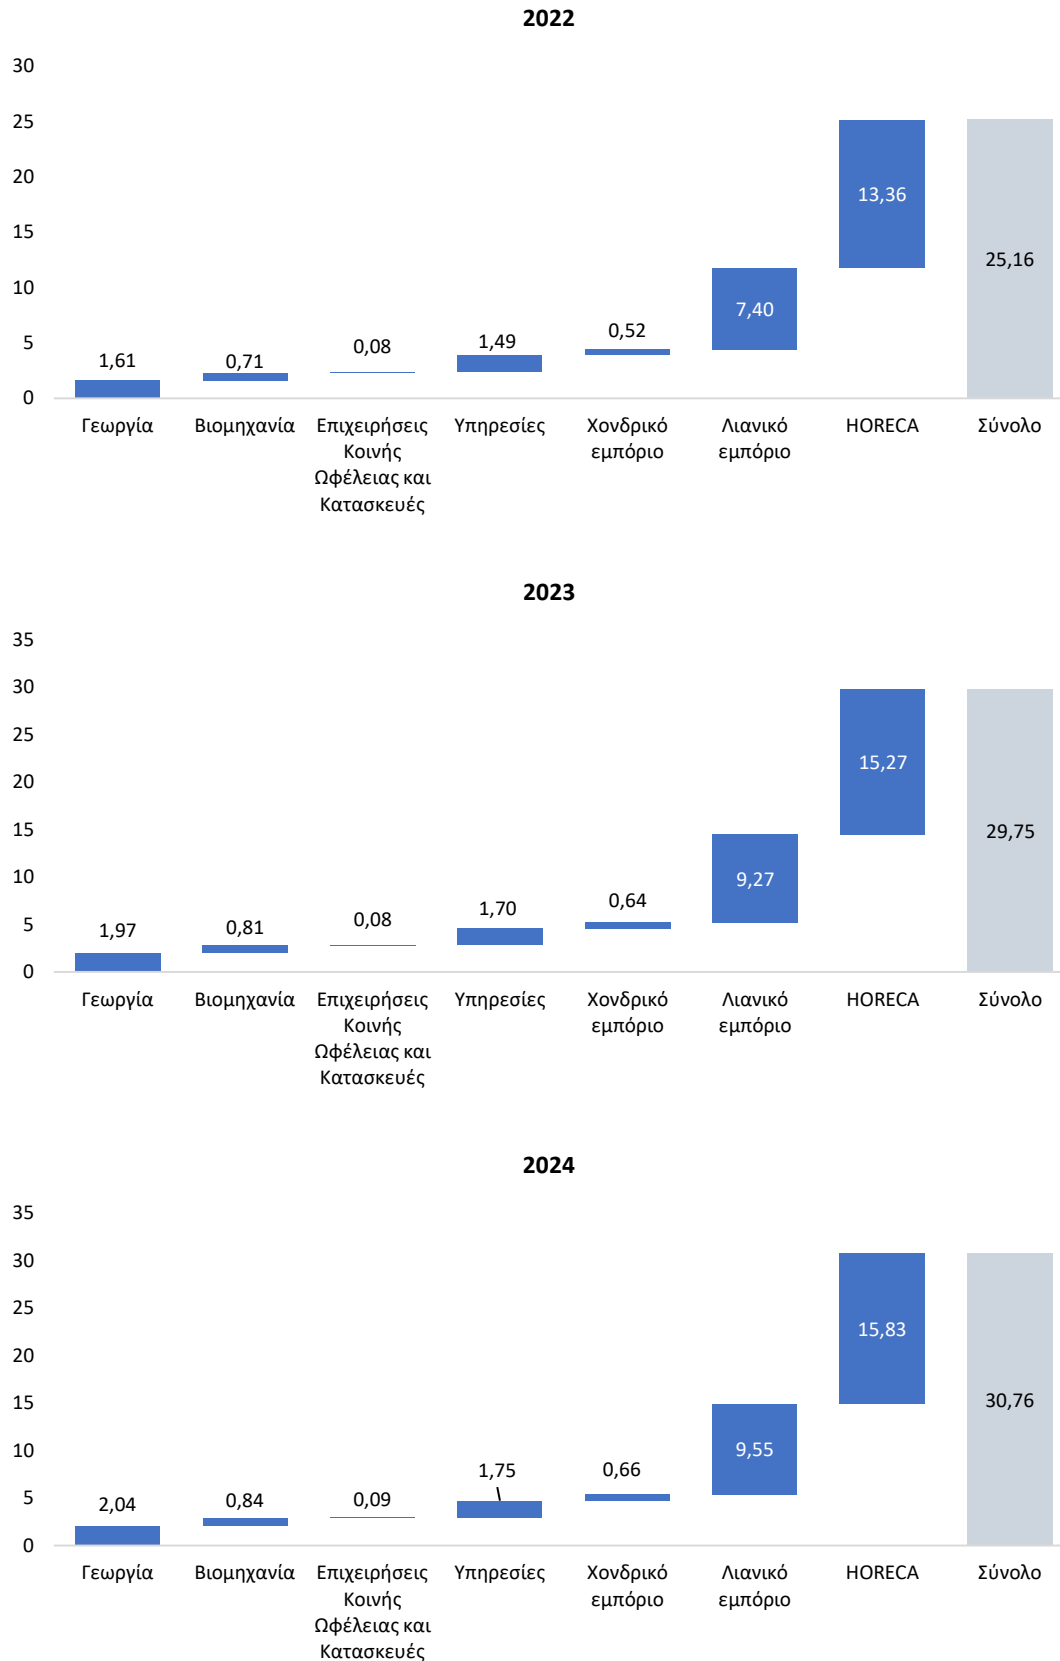 2022
30
25
20
15
10
5
0
13,36
25,16
7,40
0,52
1,49
0,08
0,71
1,61
Γεωργία
Βιομηχανία
Επιχειρήσεις
Κοινής
Ωφέλειας και
Κατασκευές
Υπηρεσίες
Χονδρικό
εμπόριο
Λιανικό
εμπόριο
HORECA
Σύνολο
2023
35
30
25
20
15
10
5
0
15,27
29,75
9,27
0,64
1,70
0,08
0,81
1,97
Γεωργία
Βιομηχανία
Επιχειρήσεις
Κοινής
Ωφέλειας και
Κατασκευές
Υπηρεσίες
Χονδρικό
εμπόριο
Λιανικό
εμπόριο
HORECA
Σύνολο
2024
35
30
25
20
15
10
5
0
15,83
30,76
9,55
0,66
1,75
0,09
0,84
2,04
Γεωργία
Βιομηχανία
Επιχειρήσεις
Κοινής
Ωφέλειας και
Κατασκευές
Υπηρεσίες
Χονδρικό
εμπόριο
Λιανικό
εμπόριο
HORECA
Σύνολο